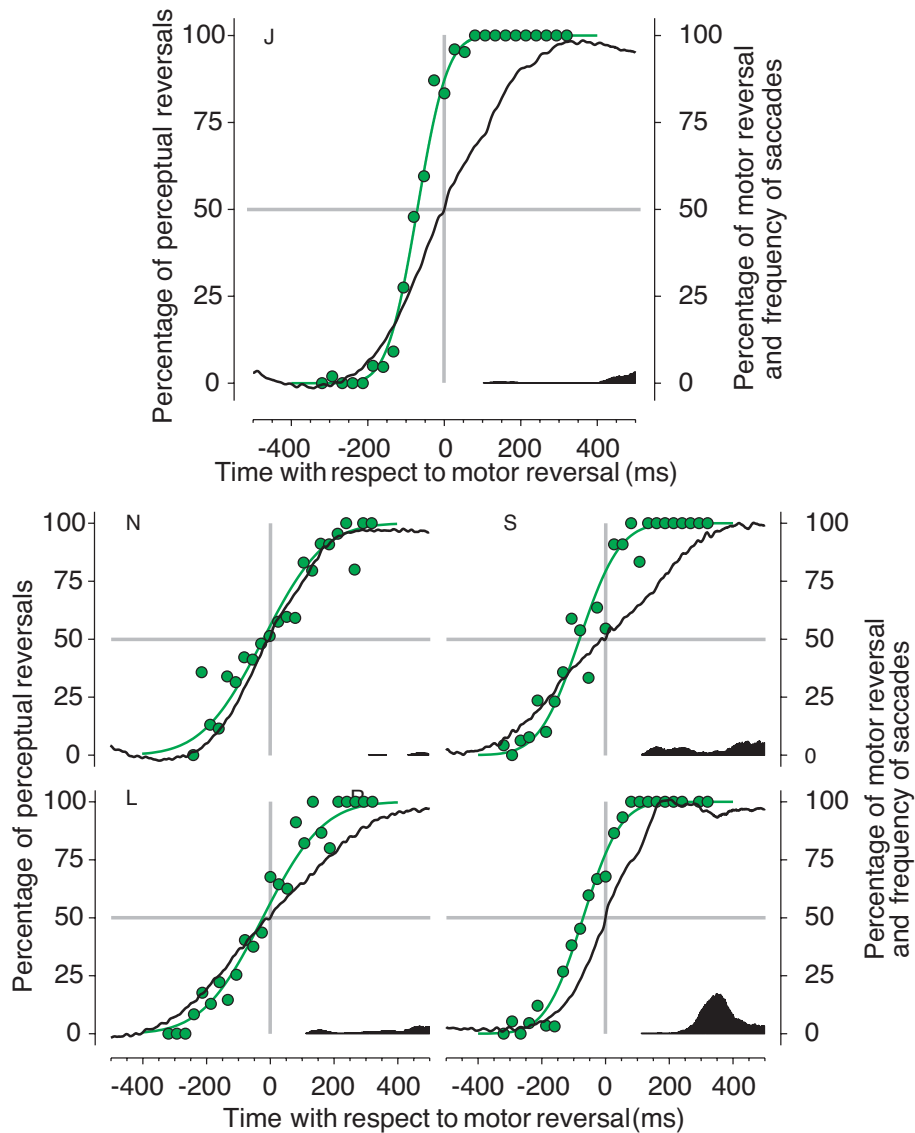 J
100
75
50
25
0
Percentage of perceptual reversals
100
75
50
25
0
Percentage of motor reversal
and frequency of saccades
-400 -200 0 200 400
Time with respect to motor reversal (ms)
N
100
75
50
25
0
S
100
75
50
25
0
L
100
75
50
25
0
100
75
50
25
0
Percentage of perceptual reversals
Percentage of motor reversal
and frequency of saccades
-400 -200 0 200 400
-400 -200 0 200 400
Time with respect to motor reversal (ms)